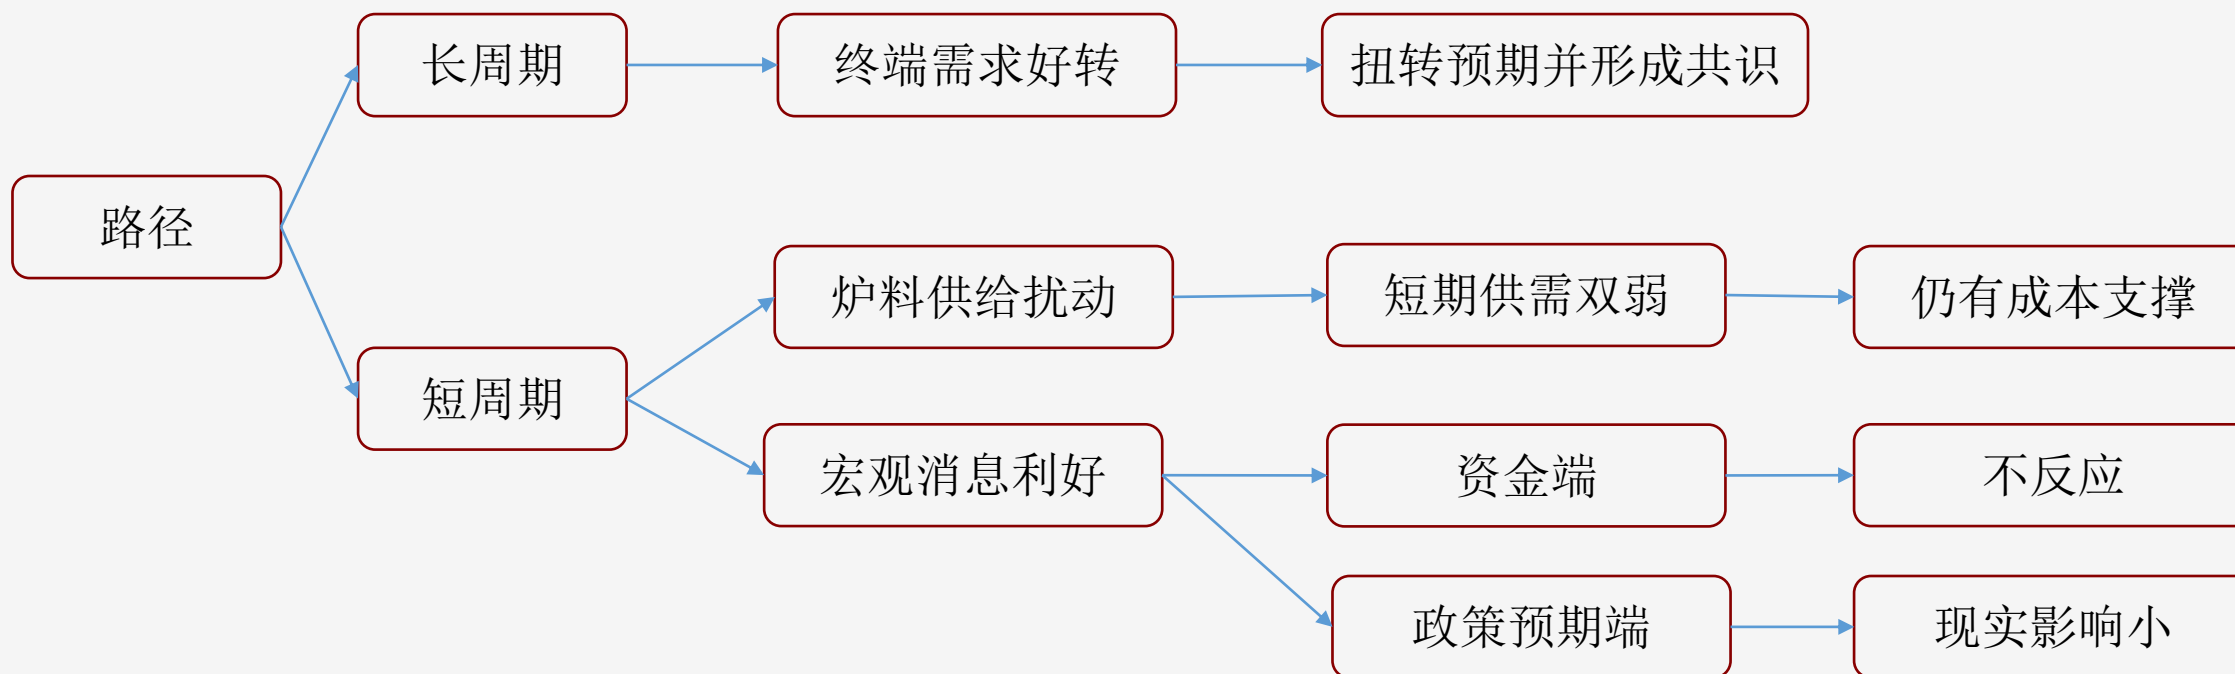 长周期
终端需求好转
扭转预期并形成共识
路径
炉料供给扰动
短期供需双弱
仍有成本支撑
短周期
宏观消息利好
资金端
不反应
政策预期端
现实影响小